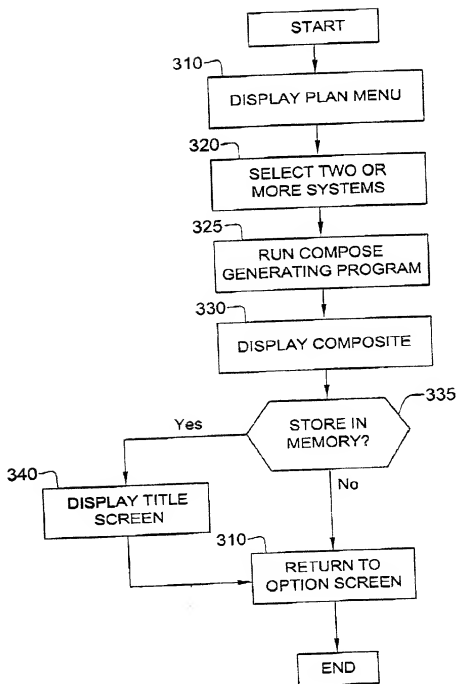 START
310
DISPLAY PLAN MENU
320
SELECT TWO OR
MORE SYSTEMS
325
RUN COMPOSE
GENERATING PROGRAM
330
DISPLAY COMPOSITE
335
STORE IN
MEMORY?
Yes
No
340
DISPLAY TITLE
SCREEN
310
RETURN TO
OPTION SCREEN
END